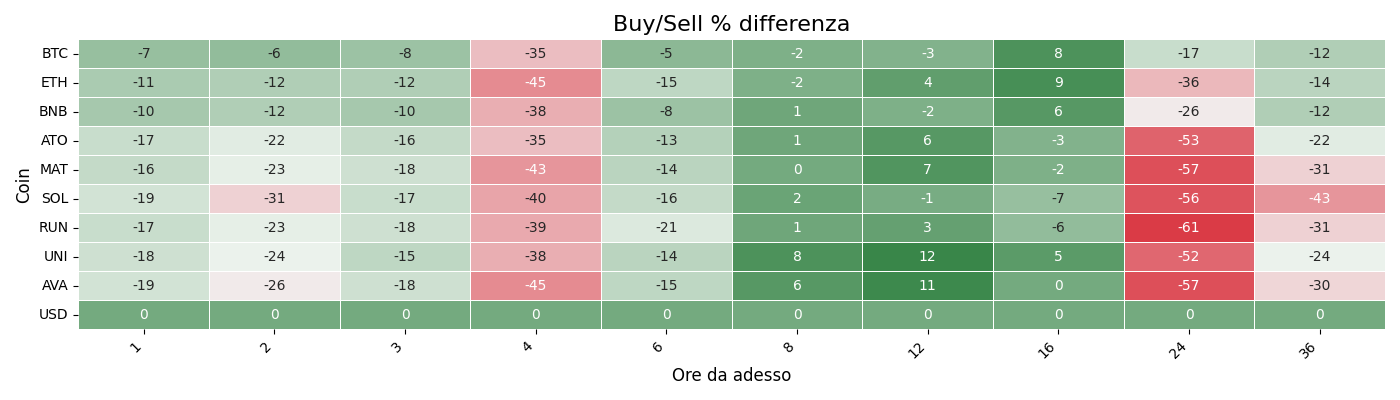 Buy/Sell % differenza
Coin
BTC -7 -6 -8 -35 -5 -2 -3 8 -17 -12
ETH -11 -12 -12 -45 -15 -2 4 9 -36 -14
BNB -10 -12 -10 -38 -8 1 -2 6 -26 -12
ATO -17 -22 -16 -35 -13 1 6 -3 -53 -22
MAT -16 -23 -18 -43 -14 0 7 -2 -57 -31
SOL -19 -31 -17 -40 -16 2 -1 -7 -56 -43
RUN -17 -23 -18 -39 -21 1 3 -6 -61 -31
UNI -18 -24 -15 -38 -14 8 12 5 -52 -24
AVA -19 -26 -18 -45 -15 6 11 0 -57 -30
USD 0 0 0 0 0 0 0 0 0 0
1 2 3 4 6 8 12 16 24 36
Ore da adesso